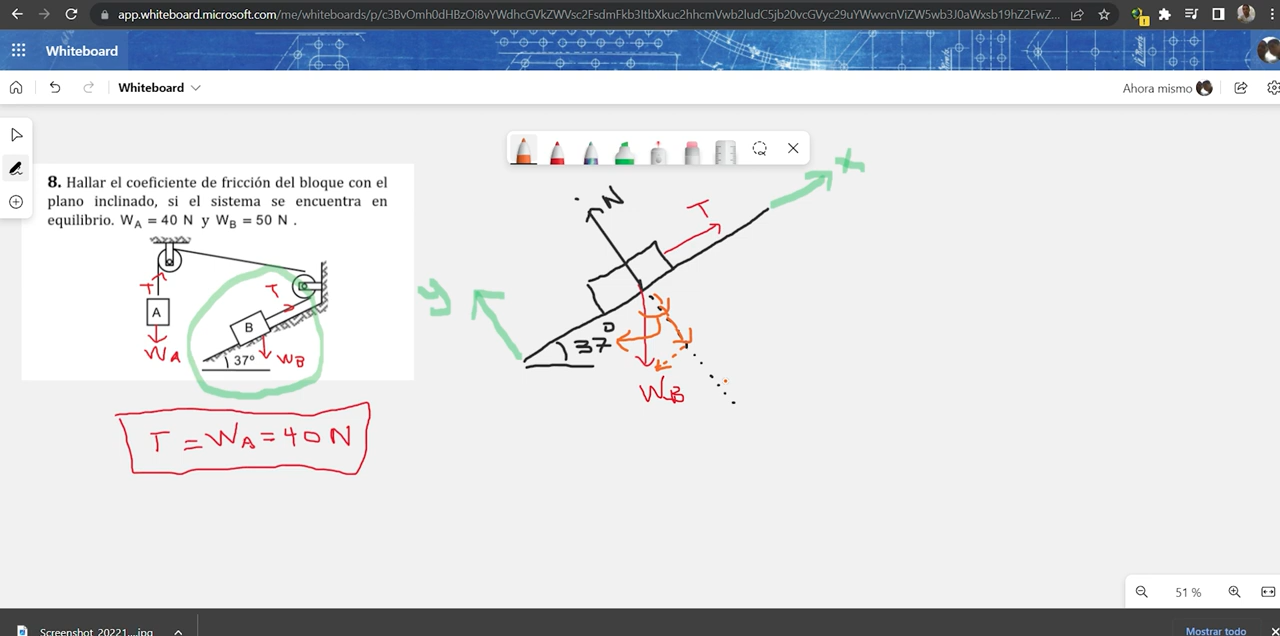 app.whiteboard.microsoft.com/me/whiteboards/p/c3BvOmh0dHBzOi8vYWdhcGVkZWVsc2FsdmFkb3ItbXkuc2hhcmVwb2ludC5jb20vcGVyc29uYWwvcnViZW5wb3J0aWxsb19hZ2FwZ...
Whiteboard
Whiteboard
Ahora mismo
8. Hallar el coeficiente de fricción del bloque con el
plano inclinado, si el sistema se encuentra en
equilibrio. WA = 40 N y WB = 50 N .
T
A
WA
T
B
37°
WB
T = WA = 40 N
N
T
x
y
37°
WB
51 %
Screenshot_20221....jpg
Mostrar todo